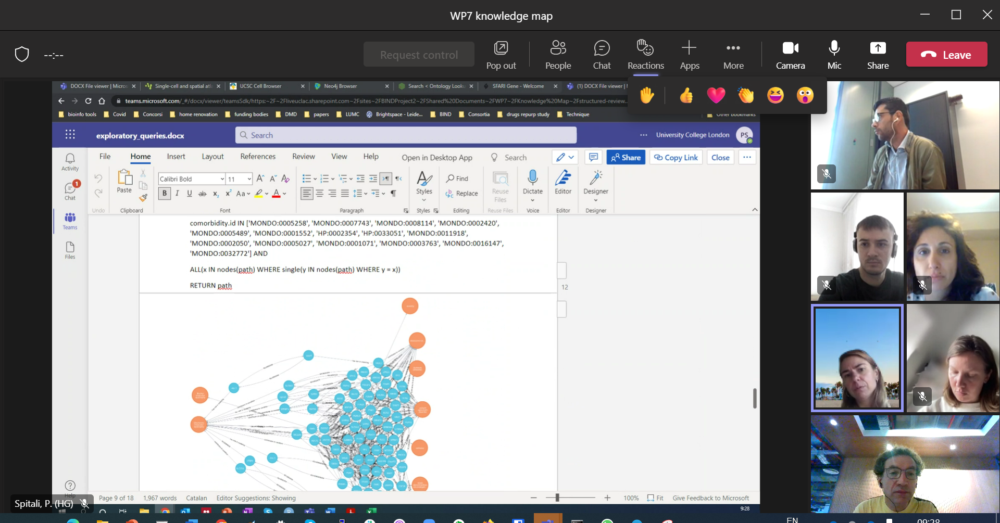 WP7 knowledge map
--:--
Request control
Pop out
People
Chat
Reactions
Apps
More
Camera
Mic
Share
Leave
DOCX File viewer | Micros
Single-cell and spatial atl
UCSC Cell Browser
Neo4j Browser
Search < Ontology Looku
SFARI Gene - Welcome
(1) DOCX File viewer |
teams.microsoft.com/_#/docx/viewer/teamsSdk/https:~2F~2Fliveuclac.sharepoint.com~2Fsites~2FBINDProject2~2FShared%20Documents~2FWP7~2FKnowledge%20Map~2Fstructured-review...
bioinfo tools
Covid
Concorsi
home renovation
funding bodies
DMD
papers
LUMC
Brightspace - Leide...
BIND
Consortia
drugs repurp study
Technique
Other bookmarks
exploratory_queries.docx
Search
University College London
PS
File
Home
Insert
Layout
References
Review
View
Help
Open in Desktop App
Search
Share
Copy Link
Close
Activity
1
Chat
Teams
Files
Help
Paste
Calibri Bold
11
B I U ab x₂ x² Aa A
Styles
Find
Replace
Reuse Files
Dictate
Editor
Designer
Undo
Clipboard
Font
Paragraph
Styles
Editing
Reuse Files
Voice
Editor
Designer
comorbidity.id IN ['MONDO:0005258', 'MONDO:0007743', 'MONDO:0008114', 'MONDO:0002420',
'MONDO:0005489', 'MONDO:0001552', 'HP:0002354', 'HP:0033051', 'MONDO:0011918',
'MONDO:0002050', 'MONDO:0005027', 'MONDO:0001071', 'MONDO:0003763', 'MONDO:0016147',
'MONDO:0032772'] AND
ALL(x IN nodes(path) WHERE single(y IN nodes(path) WHERE y = x))
RETURN path
12
Page 9 of 18
1,967 words
Catalan
Editor Suggestions: Showing
100%
Fit
Give Feedback to Microsoft
Spitali, P. (HG)
9:28
EN
09:28